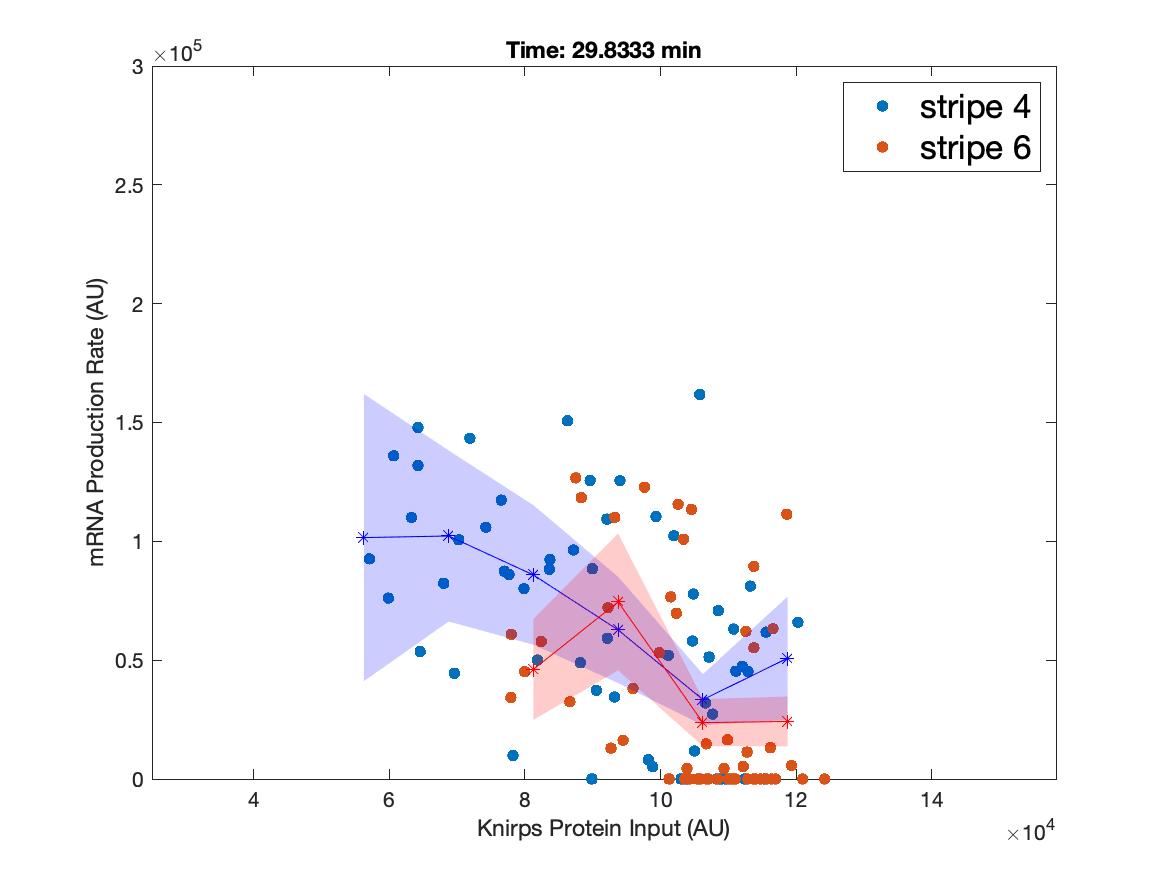 Time: 29.8333 min
×10^5
3
2.5
2
1.5
1
0.5
0
mRNA Production Rate (AU)
stripe 4
stripe 6
4 6 8 10 12 14
Knirps Protein Input (AU)
×10^4